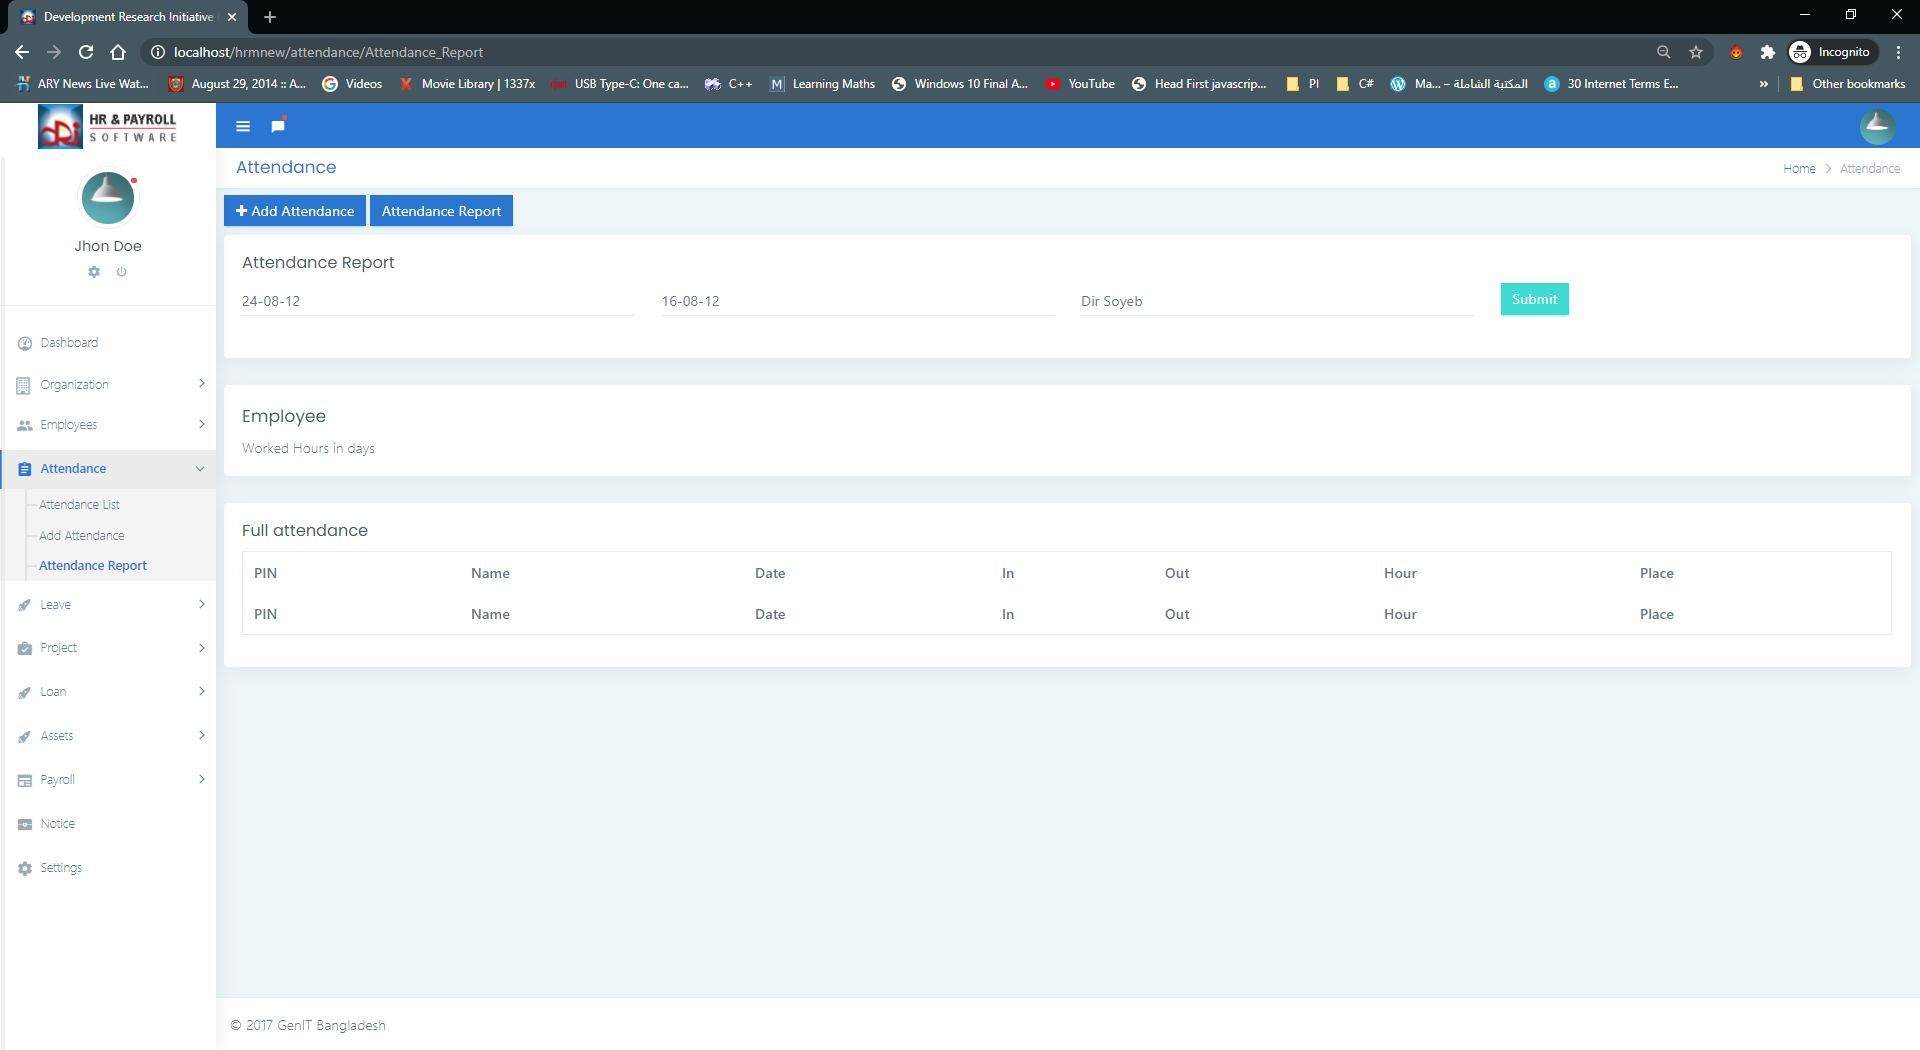 Development Research Initiative
localhost/hrmnew/attendance/Attendance_Report
Incognito
ARY News Live Wat...
August 29, 2014 :: A...
Videos
Movie Library | 1337x
USB Type-C: One ca...
C++
Learning Maths
Windows 10 Final A...
YouTube
Head First javascrip...
PI
C#
Ma... – المكتبة الشاملة
30 Internet Terms E...
Other bookmarks
HR & PAYROLL
SOFTWARE
Attendance
Home > Attendance
Jhon Doe
Add Attendance
Attendance Report
Attendance Report
24-08-12
16-08-12
Dir Soyeb
Submit
Dashboard
Organization
Employees
Attendance
Attendance List
Add Attendance
Attendance Report
Leave
Project
Loan
Assets
Payroll
Notice
Settings
Employee
Worked Hours in days
Full attendance
PIN Name Date In Out Hour Place
PIN Name Date In Out Hour Place
© 2017 GenIT Bangladesh